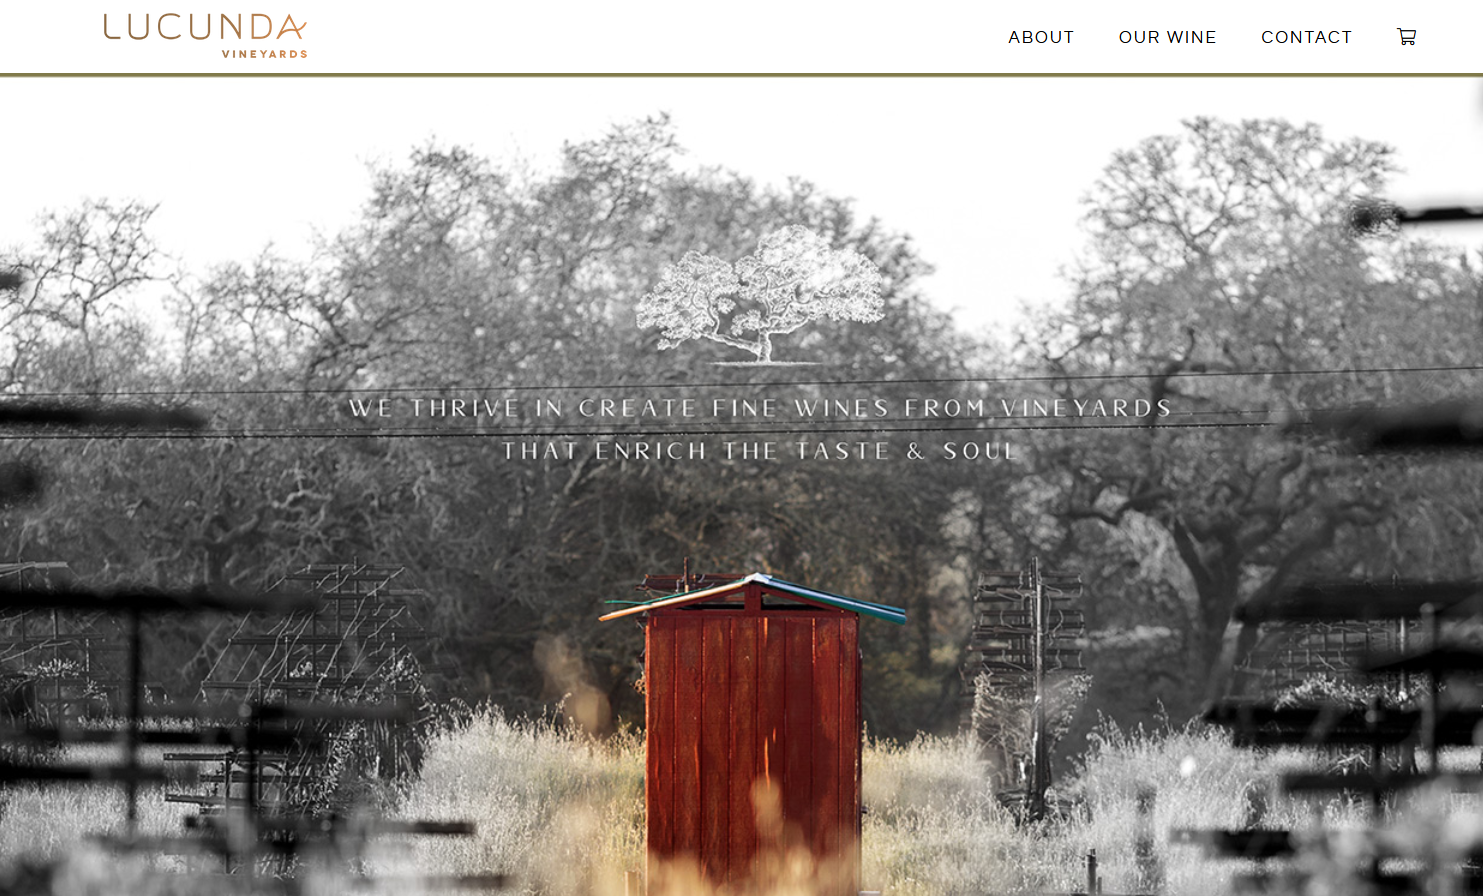 LUCUNDA
VINEYARDS
ABOUT OUR WINE CONTACT
WE THRIVE IN CREATE FINE WINES FROM VINEYARDS
THAT ENRICH THE TASTE & SOUL